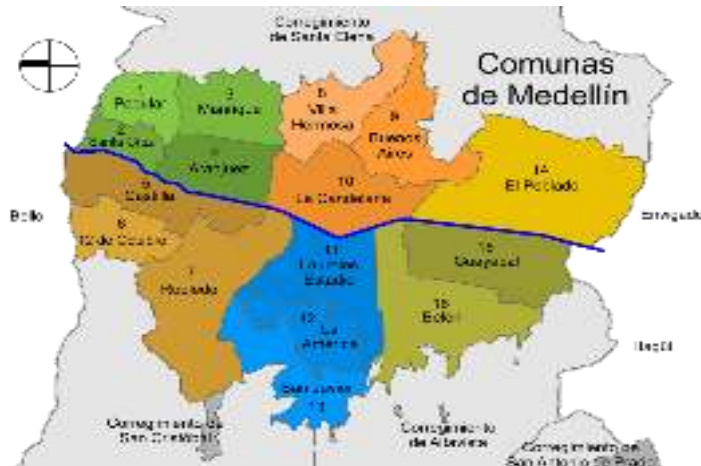 Corregimiento
de Santa Elena
Comunas
de Medellín
1
Popular
3
Manrique
8
Villa
Hermosa
9
Buenos
Aires
2
Santa Cruz
4
Aranjuez
10
La Candelaria
14
El Poblado
5
Castilla
Bello
Envigado
6
12 de Octubre
7
Robledo
11
Laureles
Estadio
15
Guayabal
16
Belén
12
La
América
Itagüí
San Javier
13
Corregimiento de
San Cristóbal
Corregimiento
de Altavista
Corregimiento de
San Antonio de Prado